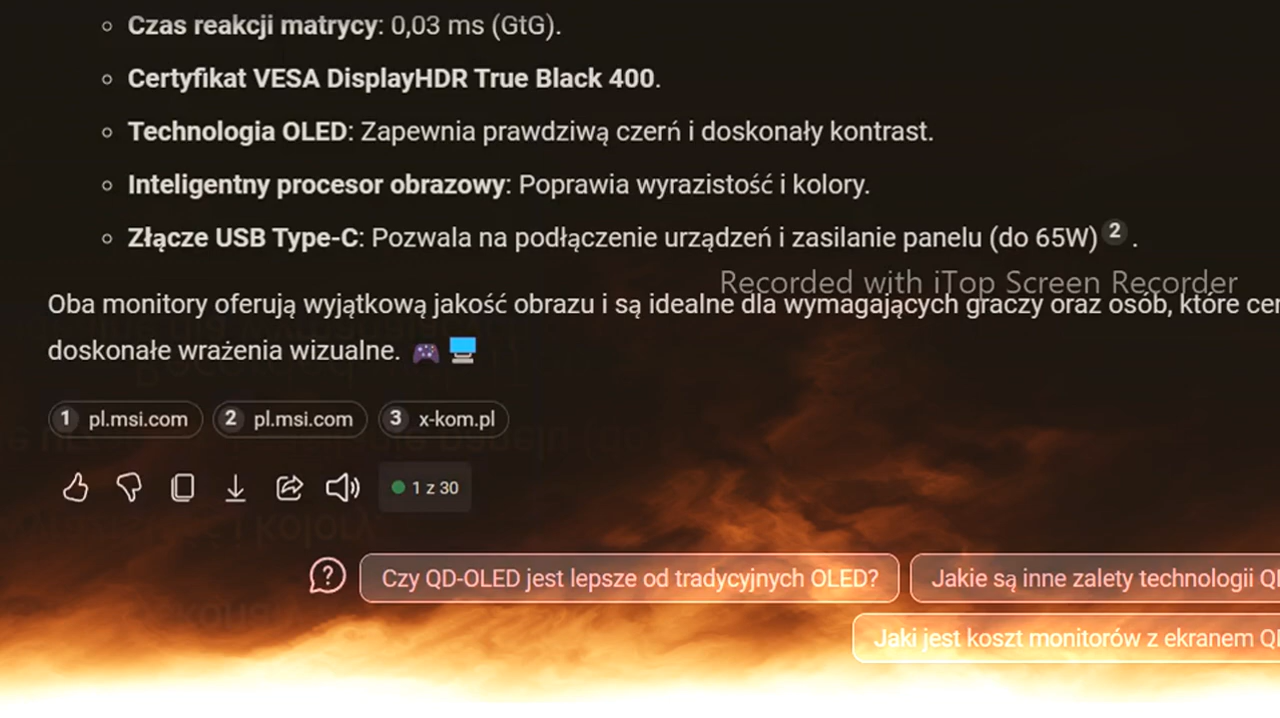 Czas reakcji matrycy: 0,03 ms (GtG).
Certyfikat VESA DisplayHDR True Black 400.
Technologia OLED: Zapewnia prawdziwą czerń i doskonały kontrast.
Inteligentny procesor obrazowy: Poprawia wyrazistość i kolory.
Złącze USB Type-C: Pozwala na podłączenie urządzeń i zasilanie panelu (do 65W) 2 .
Recorded with iTop Screen Recorder
Oba monitory oferują wyjątkową jakość obrazu i są idealne dla wymagających graczy oraz osób, które
doskonałe wrażenia wizualne.
1 pl.msi.com 2 pl.msi.com 3 x-kom.pl
1 z 30
Czy QD-OLED jest lepsze od tradycyjnych OLED? Jakie są inne zalety technologii
Jaki jest koszt monitorów z ekranem